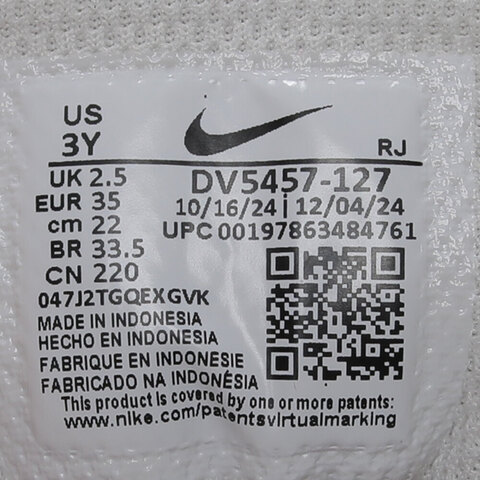 US
3Y
RJ
UK 2.5
EUR 35
cm 22
BR 33.5
CN 220
DV5457-127
10/16/24 | 12/04/24
UPC 00197863484761
047J2TGQEXGVK
MADE IN INDONESIA
HECHO EN INDONESIA
FABRIQUE EN INDONESIE
FABRICADO NA INDONÉSIA
This product is covered by one or more patents:
www.nike.com/patentsvirtualmarking